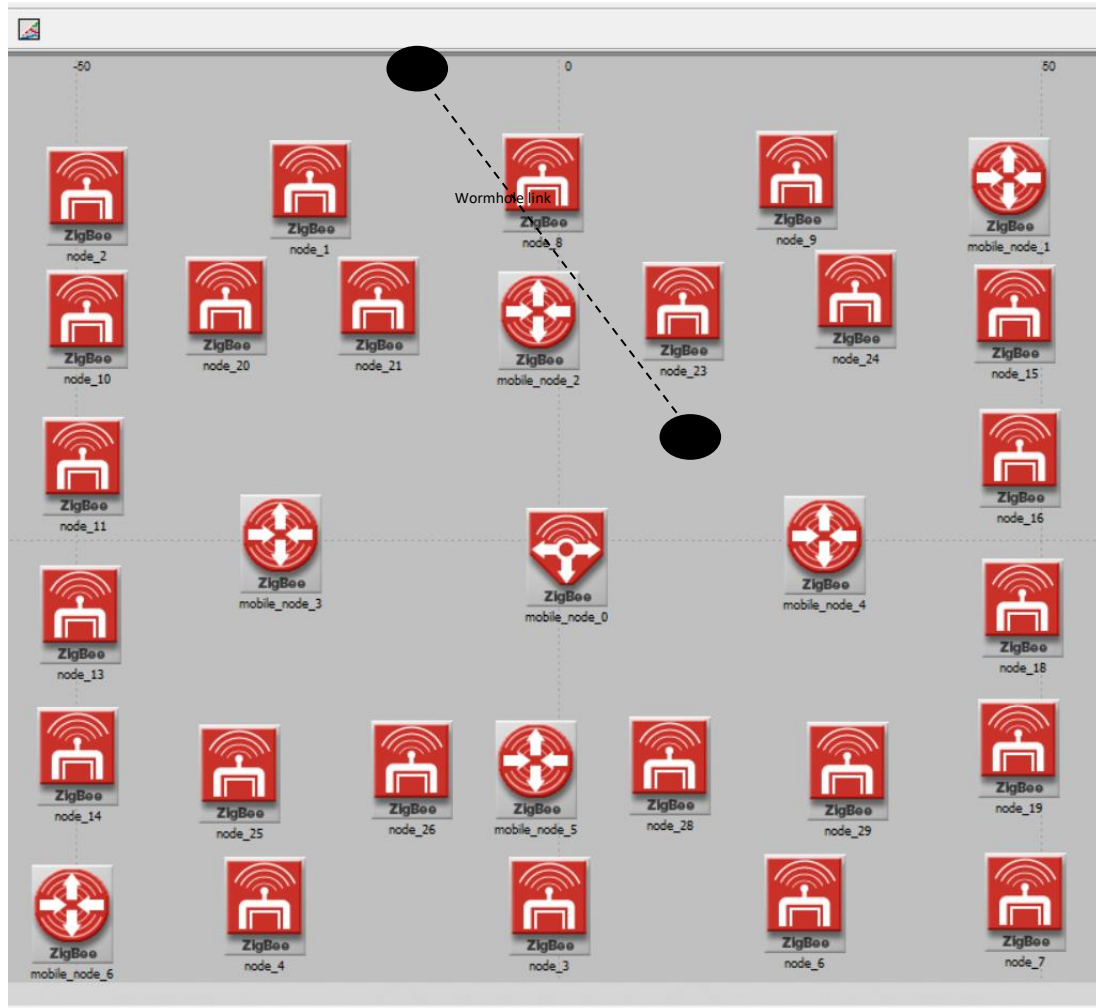 -50 0 50
Wormhole link
ZigBee ZigBee ZigBee ZigBee ZigBee
node_2 node_1 node_8 node_9 mobile_node_1
ZigBee ZigBee ZigBee ZigBee ZigBee ZigBee ZigBee
node_10 node_20 node_21 mobile_node_2 node_23 node_24 node_15
ZigBee ZigBee
node_11 node_16
ZigBee ZigBee ZigBee
mobile_node_3 mobile_node_0 mobile_node_4
ZigBee ZigBee
node_13 node_18
ZigBee ZigBee ZigBee ZigBee ZigBee ZigBee ZigBee
node_14 node_25 node_26 mobile_node_5 node_28 node_29 node_19
ZigBee ZigBee ZigBee ZigBee ZigBee
mobile_node_6 node_4 node_3 node_6 node_7